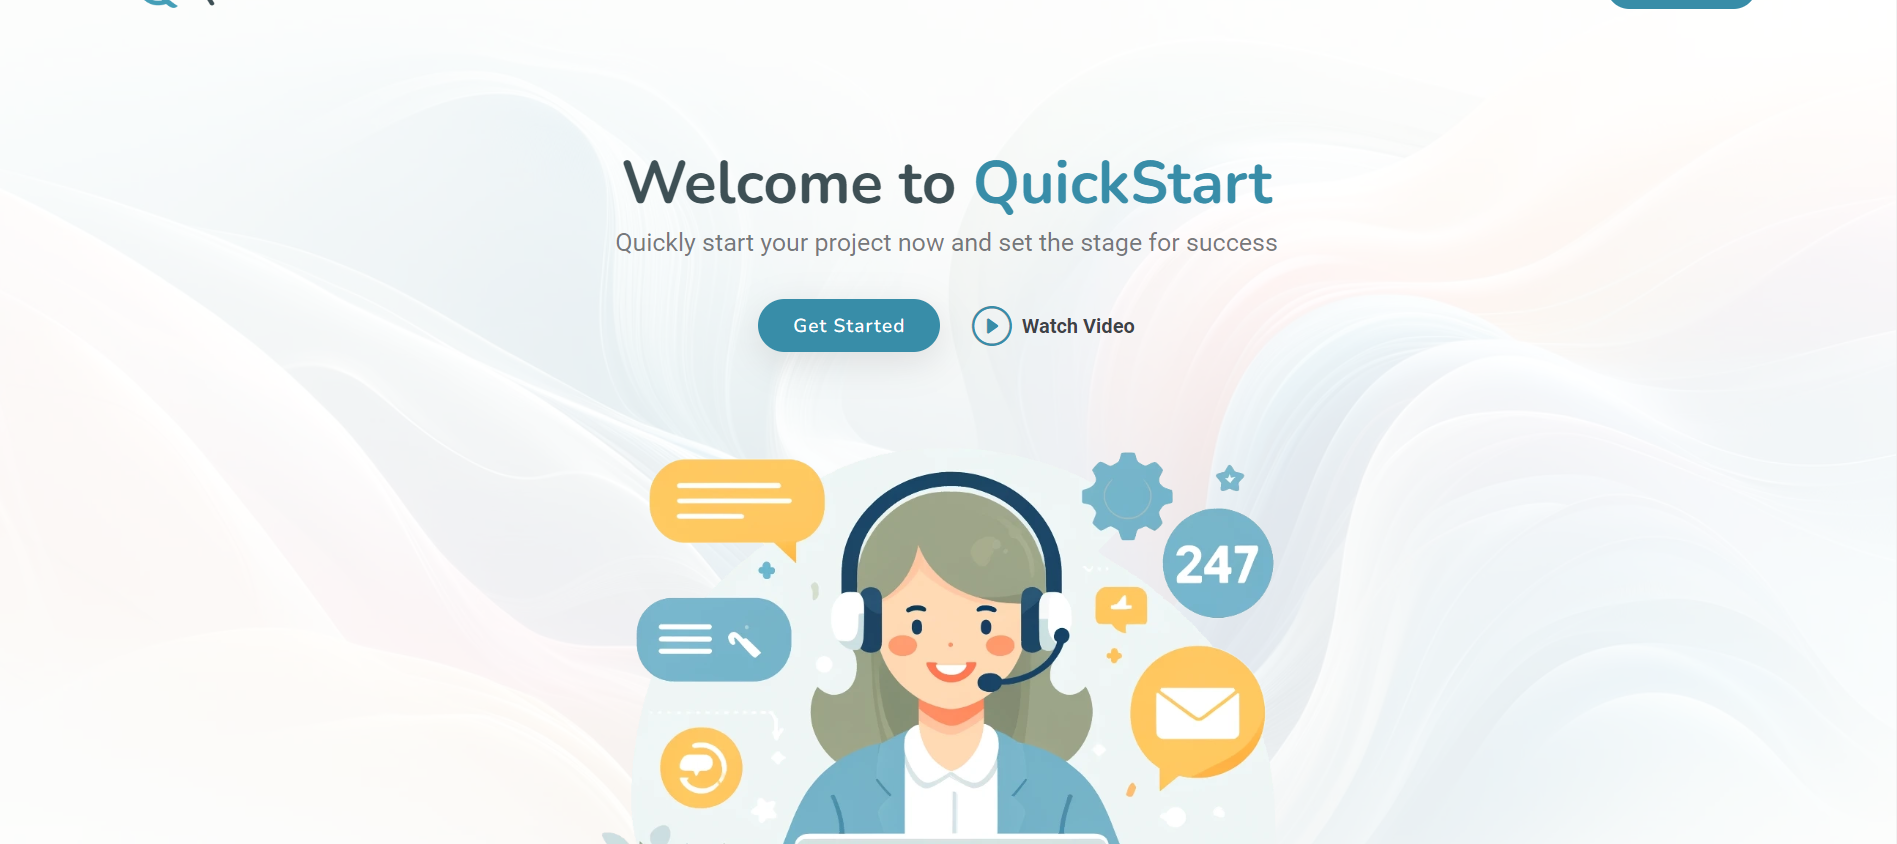 Welcome to QuickStart
Quickly start your project now and set the stage for success
Get Started
Watch Video
247